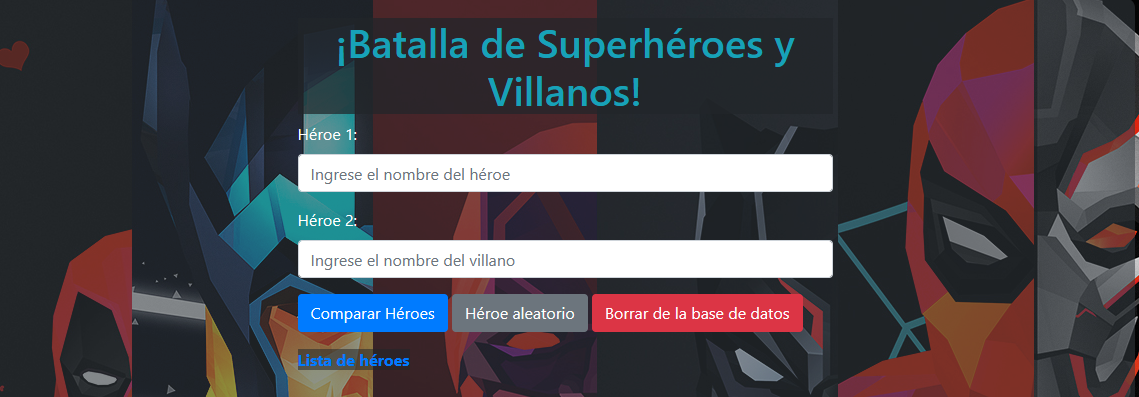 ¡Batalla de Superhéroes y
Villanos!
Héroe 1:
Ingrese el nombre del héroe
Héroe 2:
Ingrese el nombre del villano
Comparar Héroes Héroe aleatorio Borrar de la base de datos
Lista de héroes